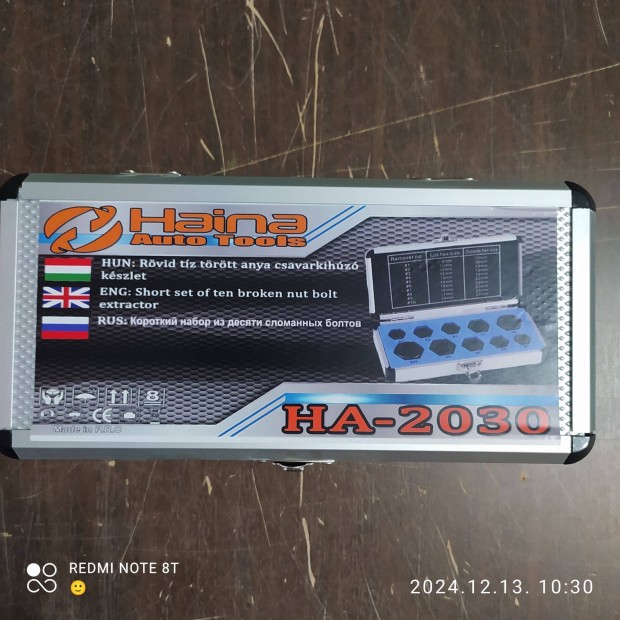 Haina
Auto Tools
HUN: Rövid tíz törött anya csavarkihúzó
készlet
ENG: Short set of ten broken nut bolt
extractor
RUS: Короткий набор из десяти сломанных болтов
8
CE
Made in P.R.C
HA-2030
REDMI NOTE 8T
2024.12.13. 10:30